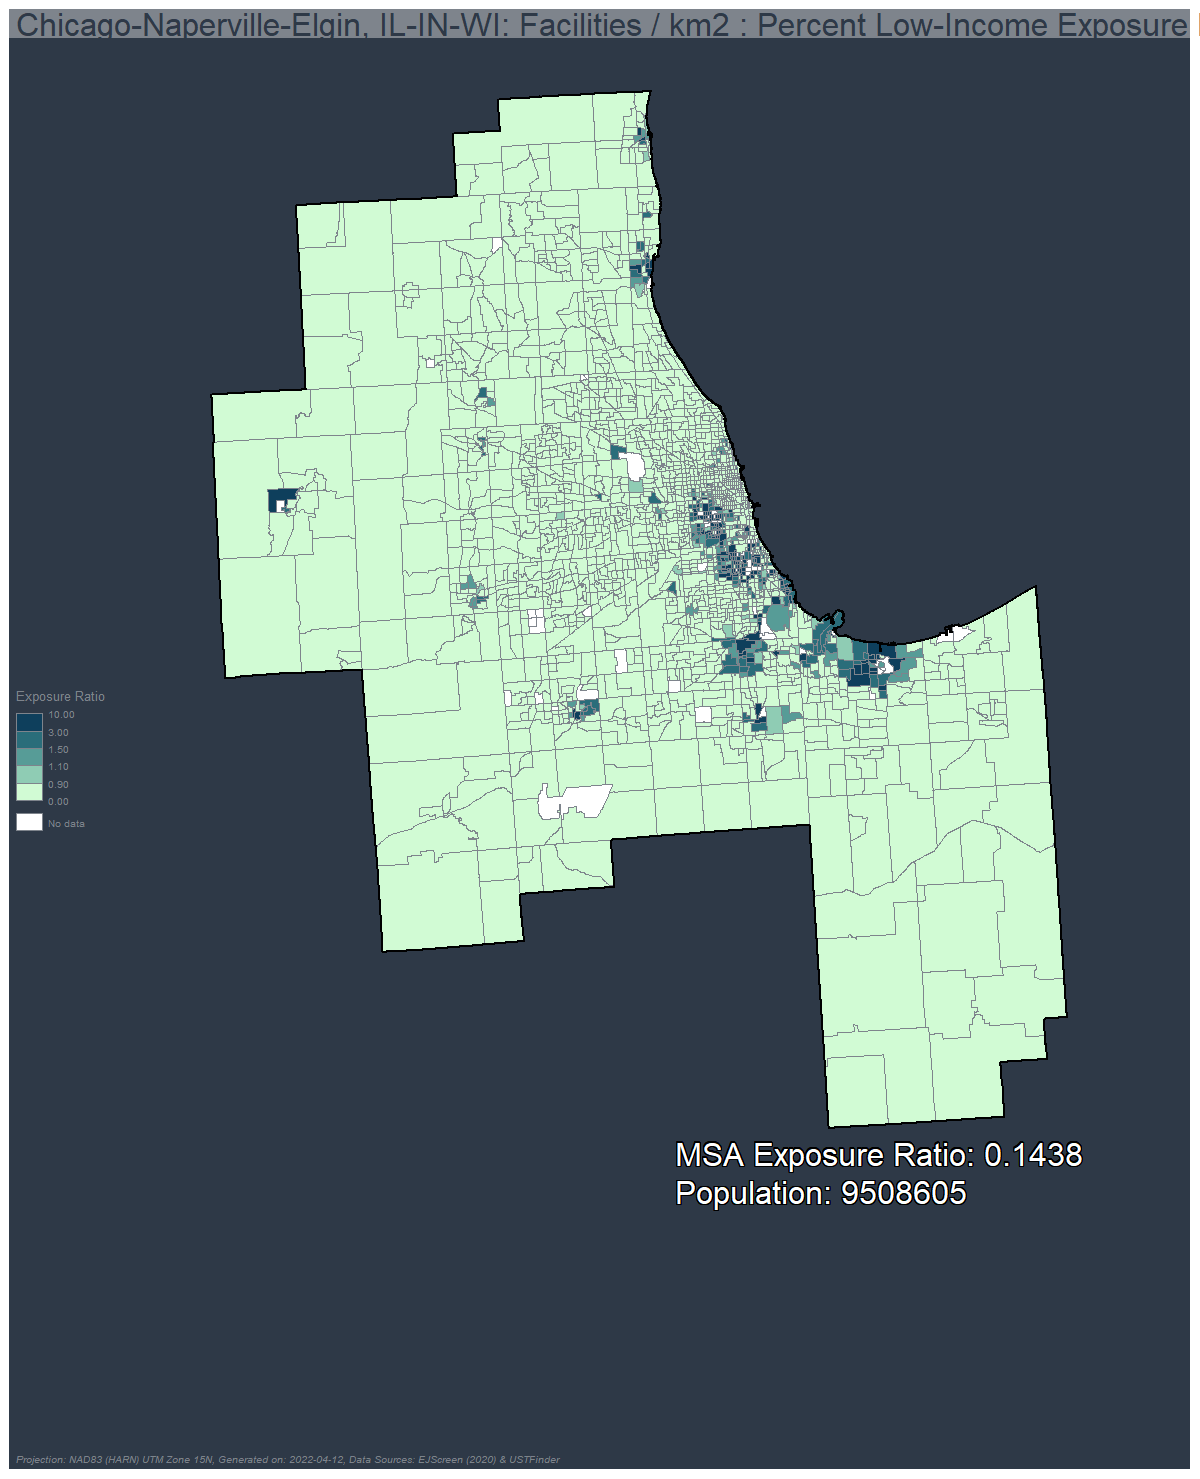 Chicago-Naperville-Elgin, IL-IN-WI: Facilities / km2 : Percent Low-Income Exposure
Exposure Ratio
10.00
3.00
1.50
1.10
0.90
0.00
No data
MSA Exposure Ratio: 0.1438
Population: 9508605
Projection: NAD83 (HARN) UTM Zone 15N, Generated on: 2022-04-12, Data Sources: EJScreen (2020) & USTFinder